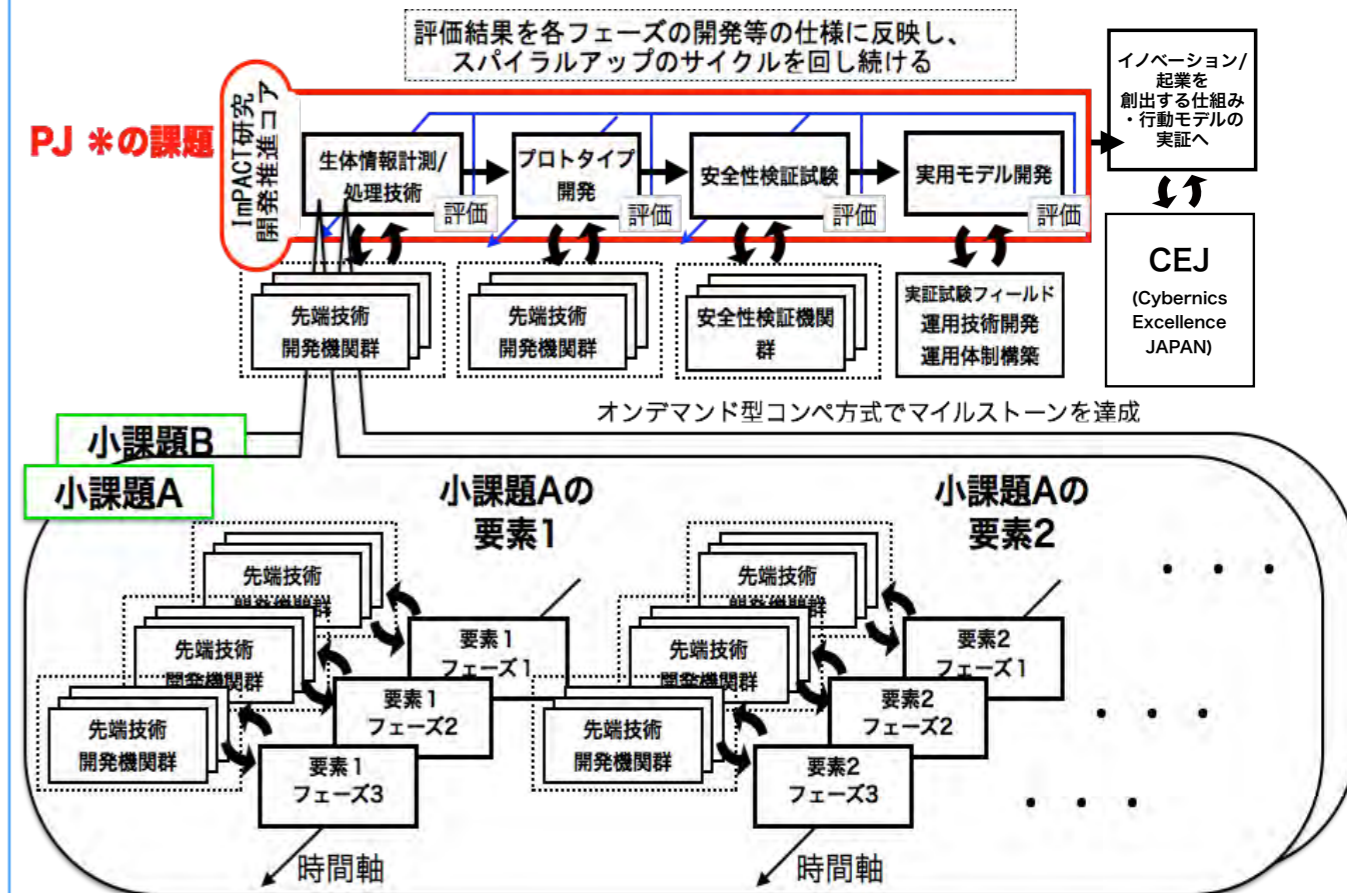 評価結果を各フェーズの開発等の仕様に反映し、
スパイラルアップのサイクルを回し続ける
PJ ＊の課題
ImPACT研究
開発推進コア
生体情報計測/
処理技術
評価
プロトタイプ
開発
評価
安全性検証試験
評価
実用モデル開発
評価
イノベーション/
起業を
創出する仕組み
・行動モデルの
実証へ
先端技術
開発機関群
先端技術
開発機関群
安全性検証機関
群
実証試験フィールド
運用技術開発
運用体制構築
CEJ
(Cybernics
Excellence
JAPAN)
オンデマンド型コンペ方式でマイルストーンを達成
小課題B
小課題A
小課題Aの
要素1
小課題Aの
要素2
先端技術
開発機関群
要素1
フェーズ1
先端技術
開発機関群
要素1
フェーズ2
先端技術
開発機関群
要素1
フェーズ3
時間軸
先端技術
開発機関群
要素2
フェーズ1
先端技術
開発機関群
要素2
フェーズ2
先端技術
開発機関群
要素2
フェーズ3
時間軸